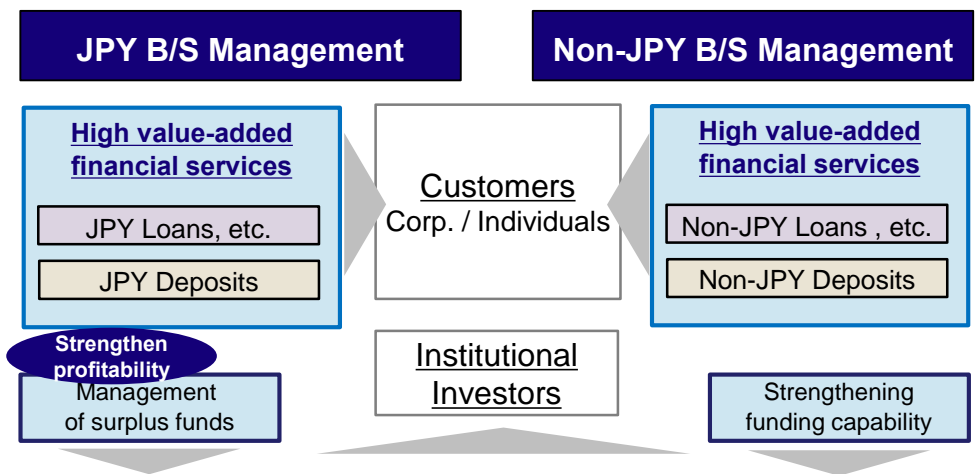 JPY B/S Management
Non-JPY B/S Management
High value-added
financial services
JPY Loans, etc.
JPY Deposits
Customers
Corp. / Individuals
High value-added
financial services
Non-JPY Loans , etc.
Non-JPY Deposits
Strengthen
profitability
Management
of surplus funds
Institutional
Investors
Strengthening
funding capability